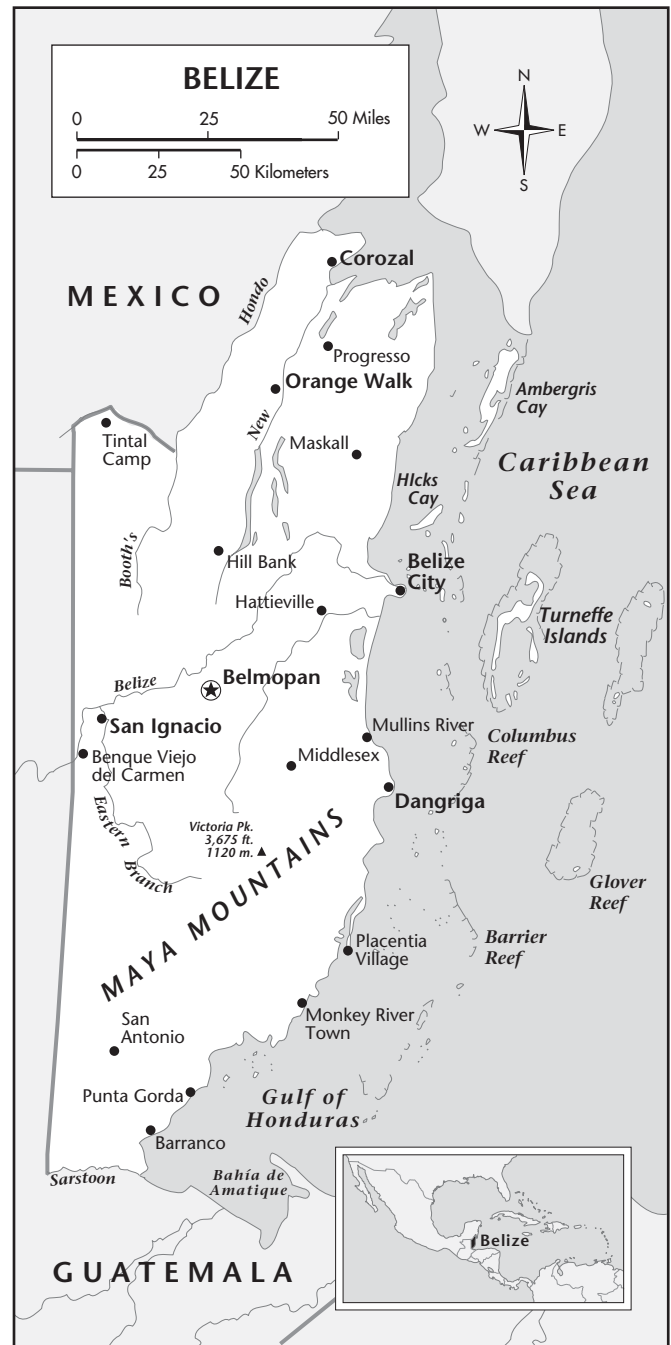 BELIZE
0 25 50 Miles
0 25 50 Kilometers
N
W E
S
Corozal
MEXICO
Hondo
Progresso
Orange Walk
Ambergris
Cay
New
Tintal
Camp
Maskall
Caribbean
Sea
HIcks
Cay
Booth's
Hill Bank
Belize
City
Hattieville
Turneffe
Islands
Belize
Belmopan
San Ignacio
Mullins River
Columbus
Reef
Benque Viejo
del Carmen
Middlesex
Dangriga
Eastern
Branch
Victoria Pk.
3,675 ft.
1120 m.
MAYA MOUNTAINS
Glover
Reef
Placentia
Village
Barrier
Reef
Monkey River
Town
San
Antonio
Punta Gorda
Gulf of
Honduras
Barranco
Sarstoon
Bahía de
Amatique
Belize
GUATEMALA